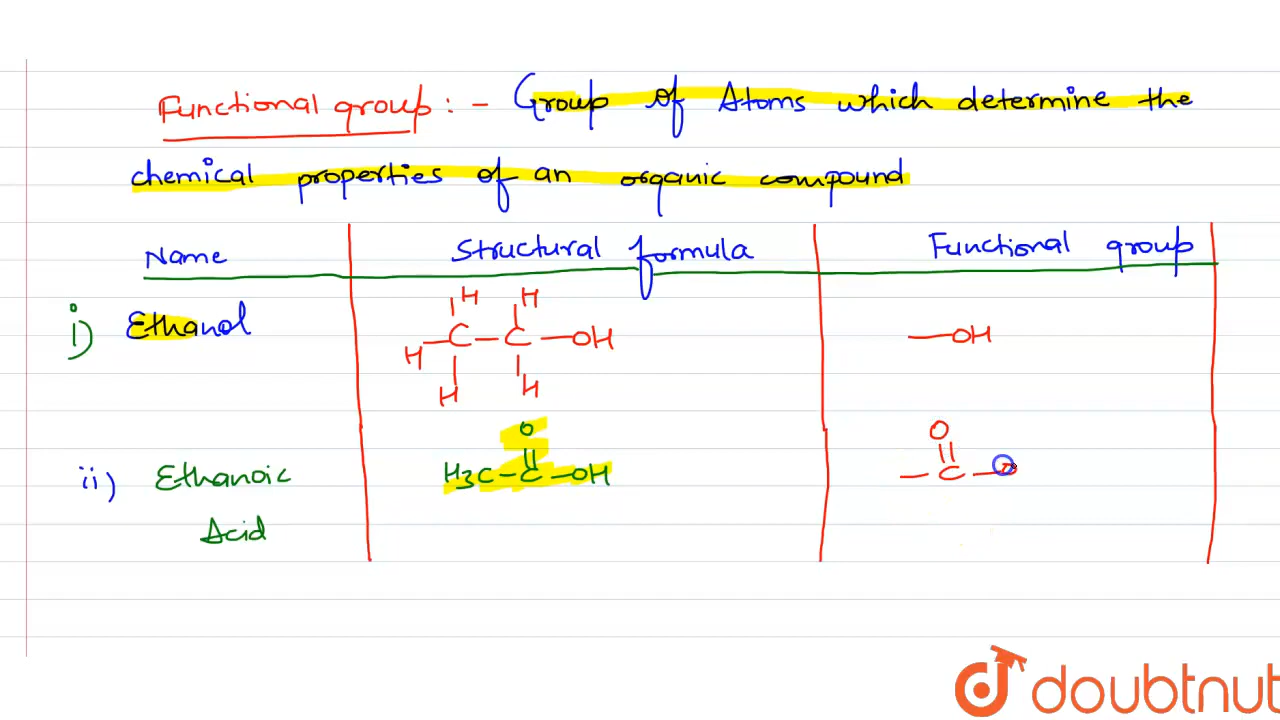 Functional group :- Group of Atoms which determine the
chemical properties of an organic compound
Name Structural formula Functional group
i) Ethanol
H H
H C - C - OH
H H
- OH
ii) Ethanoic
Acid
O
H3C - C - OH
O
- C -
doubtnut